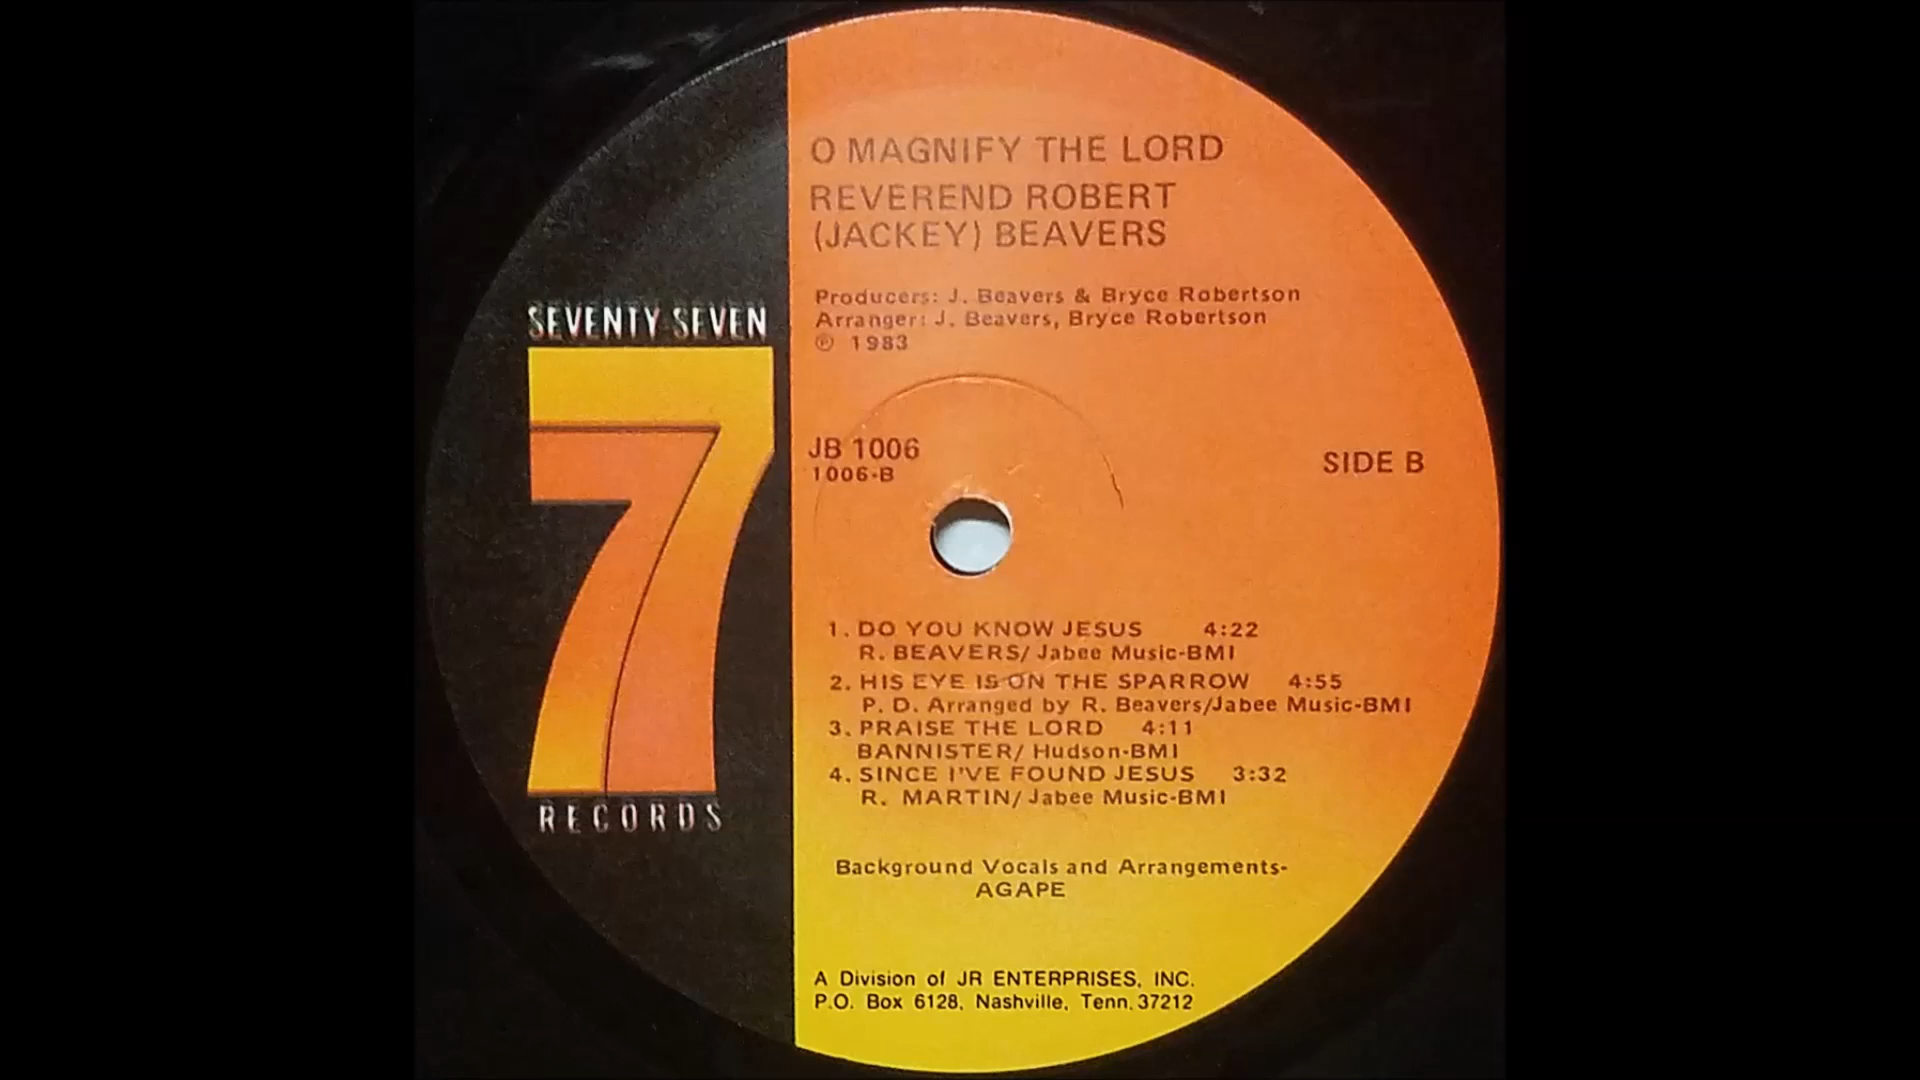 O MAGNIFY THE LORD
REVEREND ROBERT
(JACKEY) BEAVERS
Producers: J. Beavers & Bryce Robertson
Arranger: J. Beavers, Bryce Robertson
℗ 1983
SEVENTY SEVEN
7
RECORDS
JB 1006
1006-B
SIDE B
1. DO YOU KNOW JESUS 4:22
R. BEAVERS/ Jabee Music-BMI
2. HIS EYE IS ON THE SPARROW 4:55
P. D. Arranged by R. Beavers/Jabee Music-BMI
3. PRAISE THE LORD 4:11
BANNISTER/ Hudson-BMI
4. SINCE I'VE FOUND JESUS 3:32
R. MARTIN/ Jabee Music-BMI
Background Vocals and Arrangements-
AGAPE
A Division of JR ENTERPRISES, INC.
P.O. Box 6128, Nashville, Tenn. 37212